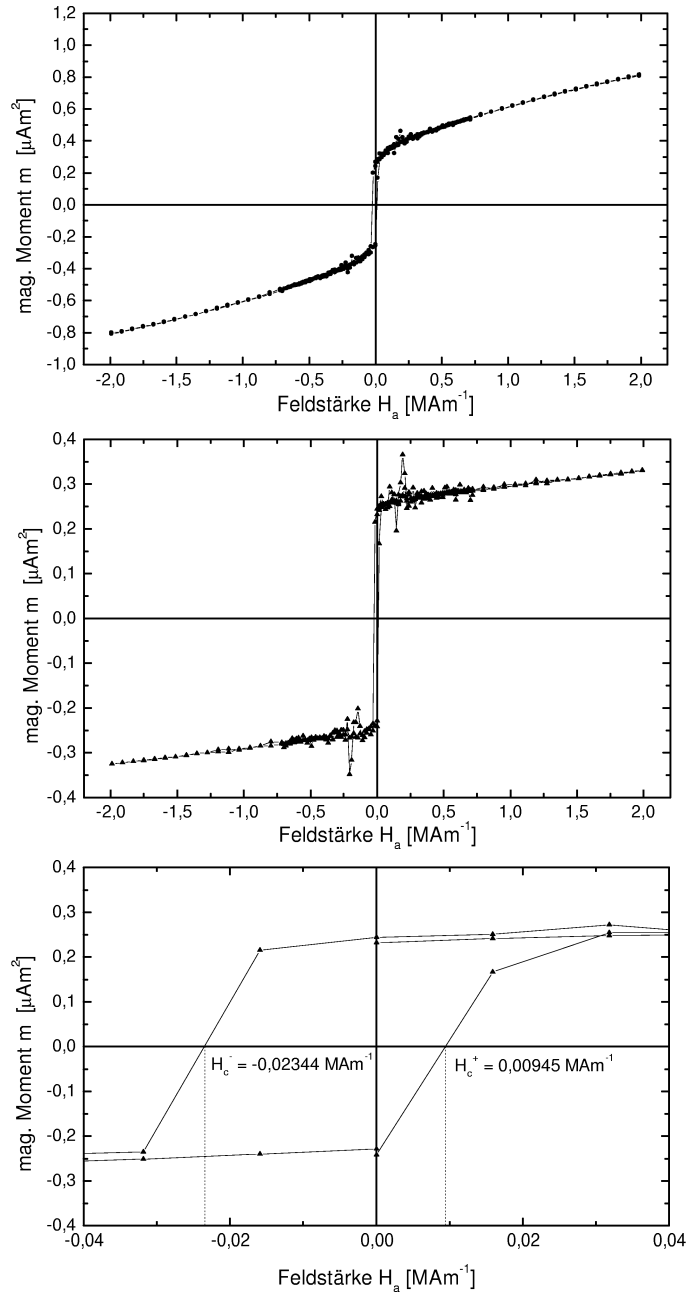 1,2
1,0
0,8
0,6
0,4
0,2
0,0
-0,2
-0,4
-0,6
-0,8
-1,0
mag. Moment m [µAm²]
-2,0 -1,5 -1,0 -0,5 0,0 0,5 1,0 1,5 2,0
Feldstärke Hₐ [MAm⁻¹]
0,4
0,3
0,2
0,1
0,0
-0,1
-0,2
-0,3
-0,4
mag. Moment m [µAm²]
-2,0 -1,5 -1,0 -0,5 0,0 0,5 1,0 1,5 2,0
Feldstärke Hₐ [MAm⁻¹]
0,4
0,3
0,2
0,1
0,0
-0,1
-0,2
-0,3
-0,4
mag. Moment m [µAm²]
H_c⁻ = -0,02344 MAm⁻¹
H_c⁺ = 0,00945 MAm⁻¹
-0,04 -0,02 0,00 0,02 0,04
Feldstärke Hₐ [MAm⁻¹]